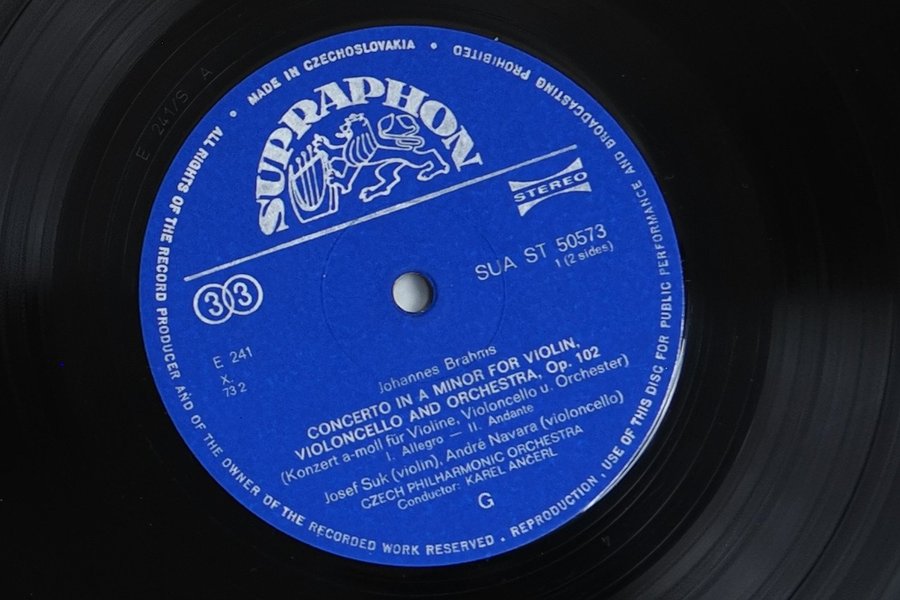 MADE IN CZECHOSLOVAKIA • ALL RIGHTS OF THE RECORD PRODUCER AND OF THE OWNER OF THE RECORDED WORK RESERVED • REPRODUCTION, USE OF THIS DISC FOR PUBLIC PERFORMANCE AND BROADCASTING PROHIBITED •
SUPRAPHON
STEREO
33
SUA ST 50573
1 (2 sides)
E 241
X.
73 2
Johannes Brahms
CONCERTO IN A MINOR FOR VIOLIN,
VIOLONCELLO AND ORCHESTRA, Op. 102
(Konzert a-moll für Violine, Violoncello u. Orchester)
I. Allegro — II. Andante
Josef Suk (violin), André Navara (violoncello)
CZECH PHILHARMONIC ORCHESTRA
Conductor: KAREL ANČERL
G
E 241/S A
4